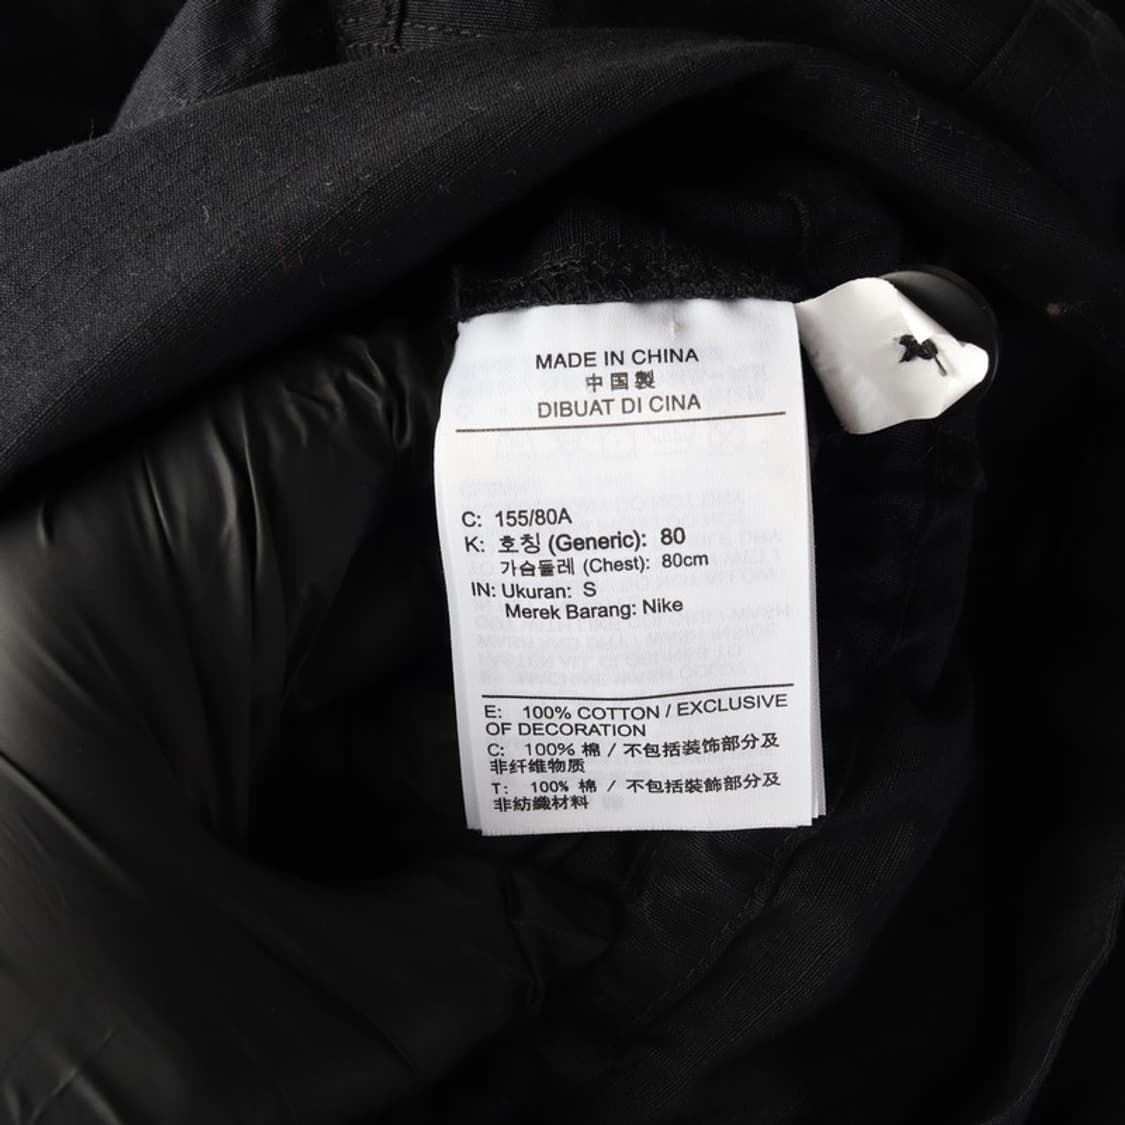 MADE IN CHINA
中国製
DIBUAT DI CINA
C: 155/80A
K: 호칭 (Generic): 80
가슴둘레 (Chest): 80cm
IN: Ukuran: S
Merek Barang: Nike
E: 100% COTTON / EXCLUSIVE
OF DECORATION
C: 100% 棉 / 不包括装饰部分及
非纤维物质
T: 100% 棉 / 不包括裝飾部分及
非紡織材料